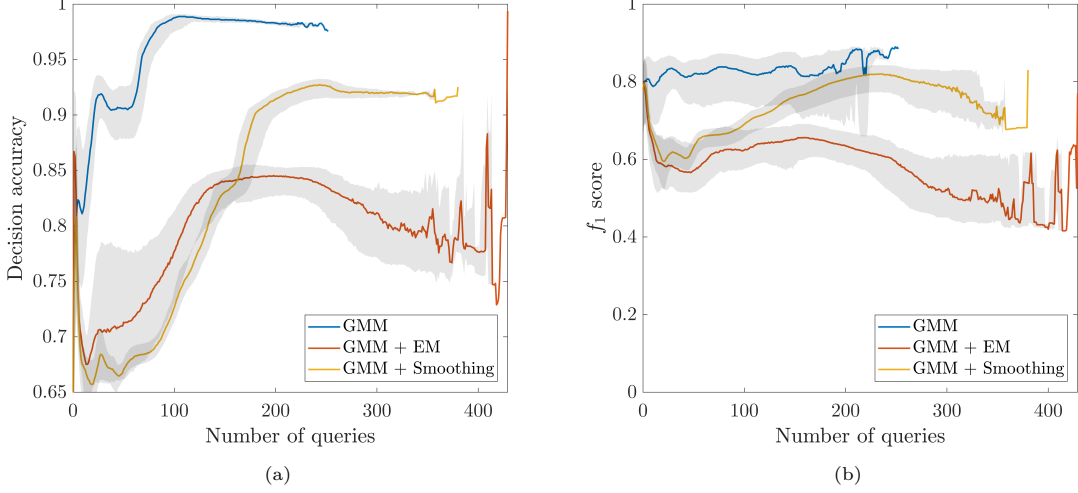 1
0.95
0.9
0.85
0.8
0.75
0.7
0.65
Decision accuracy
0
100
200
300
400
Number of queries
GMM
GMM + EM
GMM + Smoothing
(a)
1
0.8
0.6
0.4
0.2
0
f1 score
0
100
200
300
400
Number of queries
GMM
GMM + EM
GMM + Smoothing
(b)